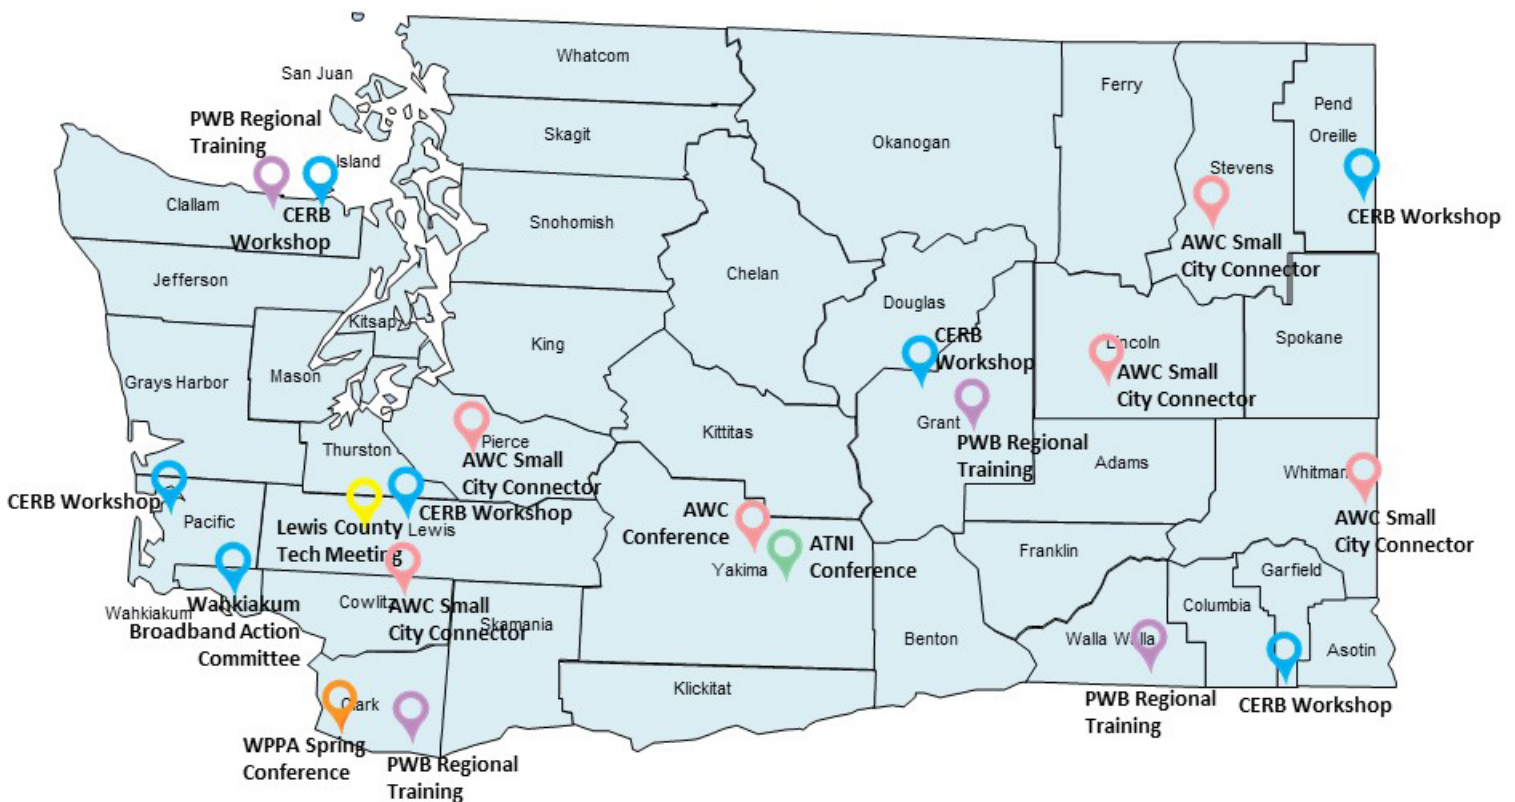 Whatcom
San Juan
Ferry
Pend
Oreille
PWB Regional
Training
Skagit
Okanogan
Island
Stevens
Clallam
CERB
Workshop
Snohomish
CERB Workshop
AWC Small
City Connector
Jefferson
Chelan
Douglas
Kitsap
King
CERB
Workshop
Lincoln
Spokane
Grays Harbor
Mason
AWC Small
City Connector
Grant
Kittitas
Pierce
Thurston
PWB Regional
Training
AWC Small
City Connector
Adams
Whitman
CERB Workshop
Pacific
CERB Workshop
Lewis County
Tech Meeting
Lewis
AWC
Conference
ATNI
Conference
Yakima
AWC Small
City Connector
Franklin
Garfield
Wahkiakum
Wahkiakum
Broadband Action
Committee
Cowlitz
AWC Small
City Connector
Skamania
Columbia
Benton
Walla Walla
Asotin
Klickitat
Clark
PWB Regional
Training
CERB Workshop
WPPA Spring
Conference
PWB Regional
Training